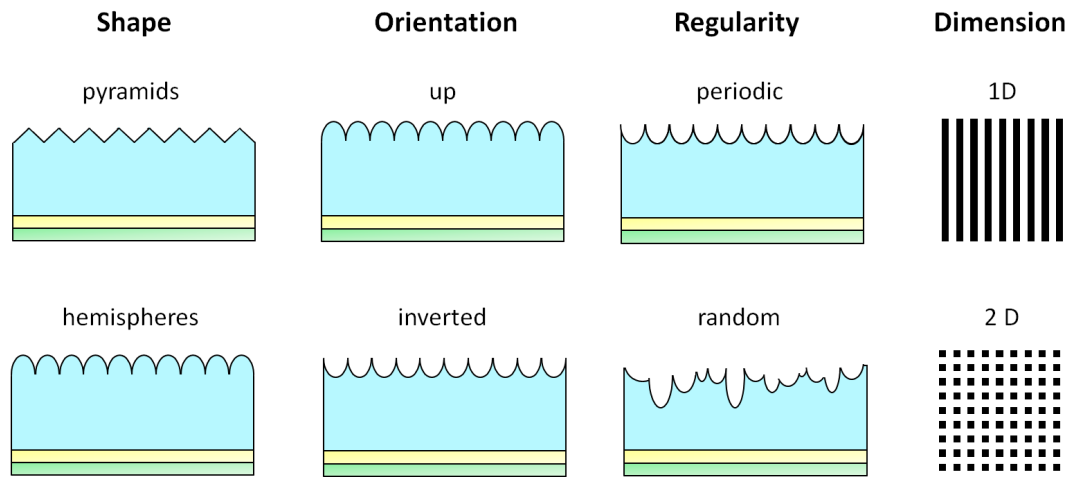 Shape
Orientation
Regularity
Dimension
pyramids
up
periodic
1D
hemispheres
inverted
random
2 D